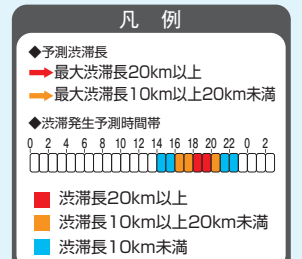 凡 例
◆予測渋滞長
最大渋滞長20km以上
最大渋滞長10km以上20km未満
◆渋滞発生予測時間帯
0 2 4 6 8 10 12 14 16 18 20 22 0 2
渋滞長20km以上
渋滞長10km以上20km未満
渋滞長10km未満